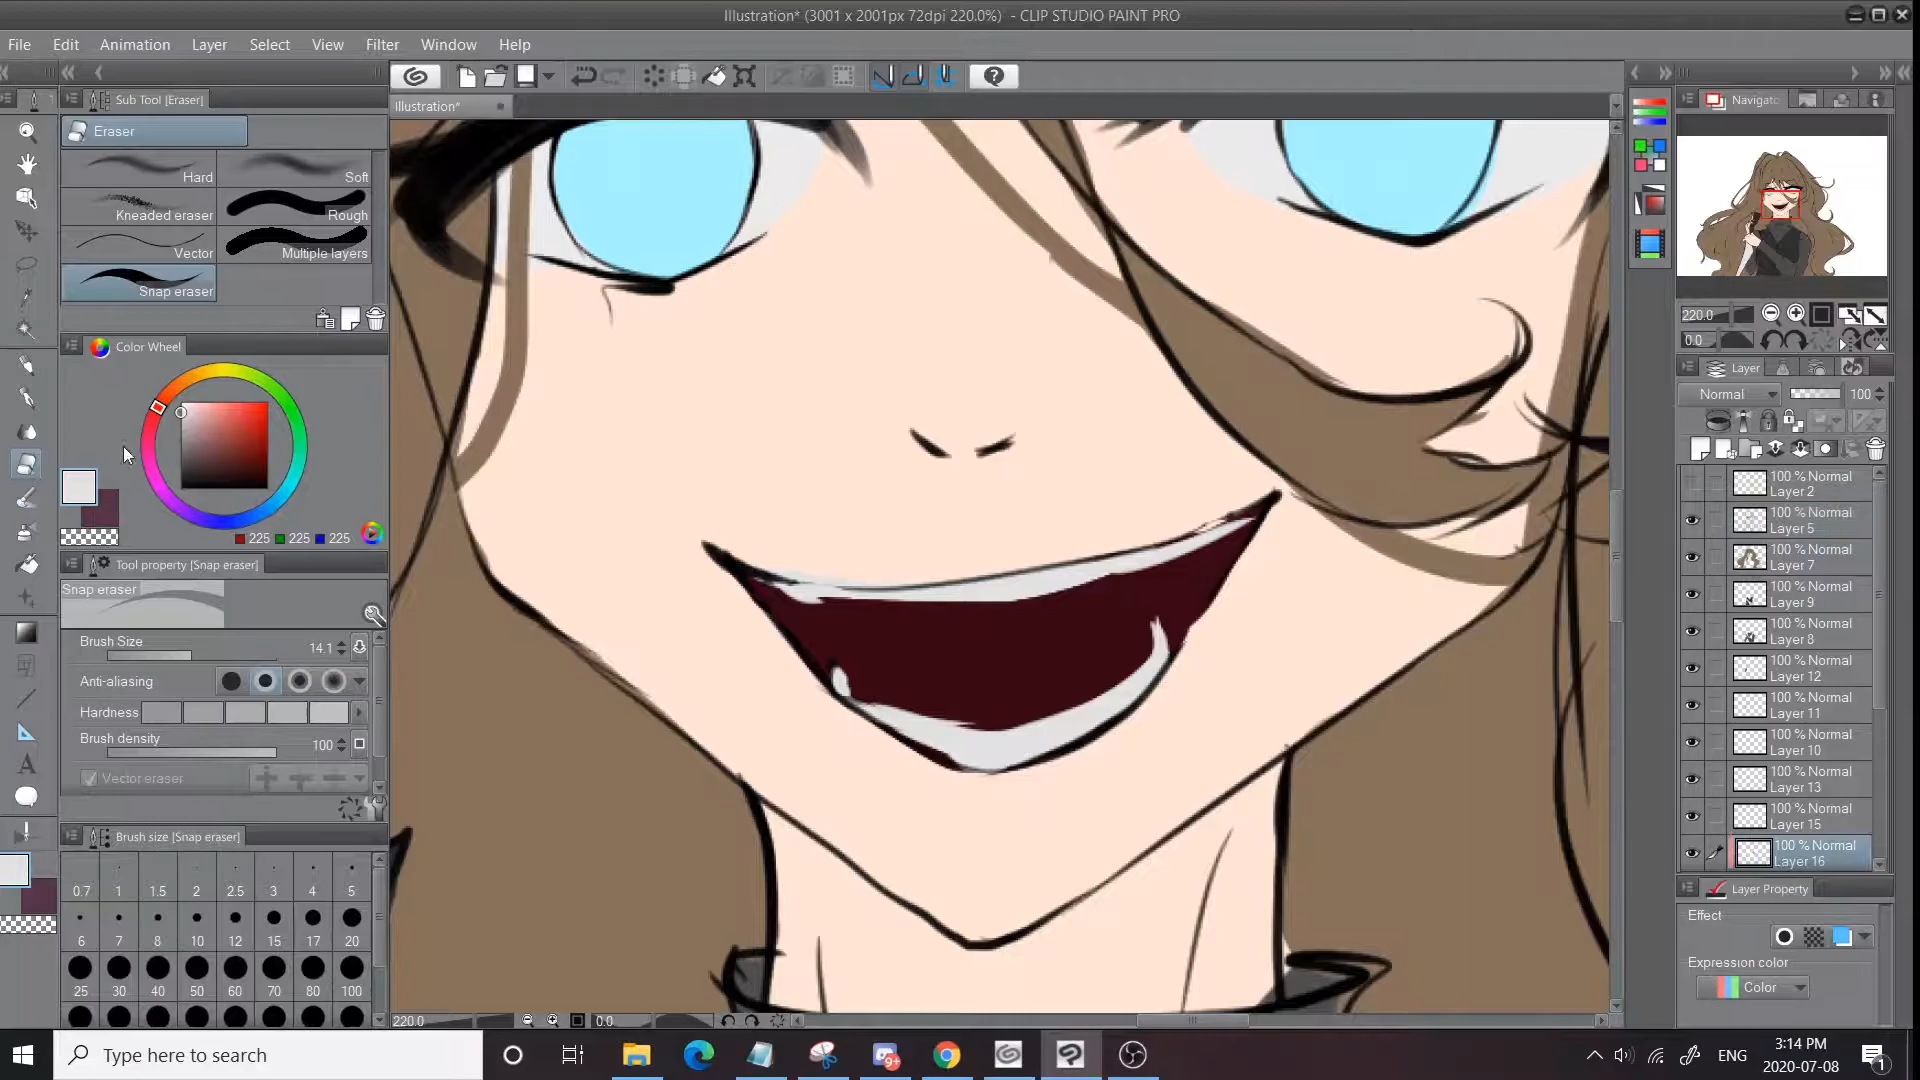 Illustration* (3001 x 2001px 72dpi 220.0%) - CLIP STUDIO PAINT PRO
File Edit Animation Layer Select View Filter Window Help
Sub Tool [Eraser]
Eraser
Hard Soft
Kneaded eraser Rough
Vector Multiple layers
Snap eraser
Color Wheel
225 225 225
Tool property [Snap eraser]
Snap eraser
Brush Size 14.1
Anti-aliasing
Hardness
Brush density 100
Vector eraser
Brush size [Snap eraser]
0.7 1 1.5 2 2.5 3 4 5
6 7 8 10 12 15 17 20
25 30 40 50 60 70 80 100
Illustration*
220.0 0.0
Navigato
220.0
0.0
Layer
Normal 100
100 % Normal
Layer 2
100 % Normal
Layer 5
100 % Normal
Layer 7
100 % Normal
Layer 9
100 % Normal
Layer 8
100 % Normal
Layer 12
100 % Normal
Layer 11
100 % Normal
Layer 10
100 % Normal
Layer 13
100 % Normal
Layer 15
100 % Normal
Layer 16
Layer Property
Effect
Expression color
Color
Type here to search
9+
ENG
3:14 PM
2020-07-08
1